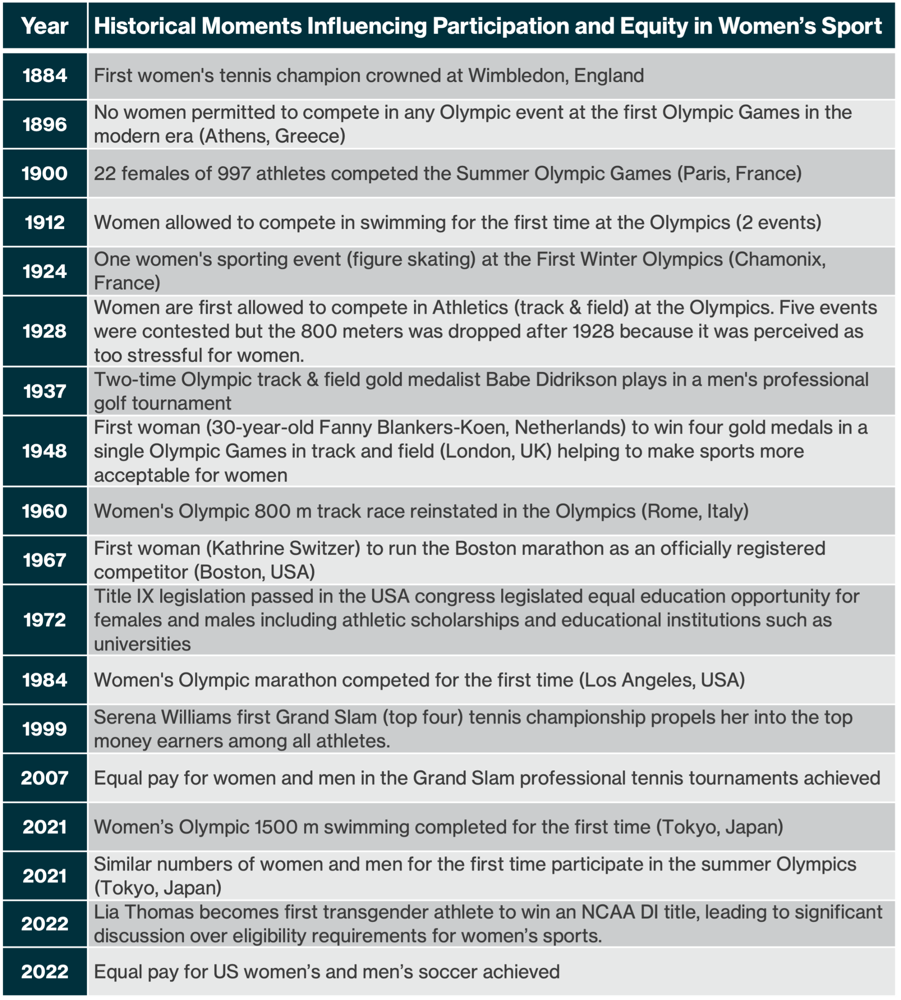 Year Historical Moments Influencing Participation and Equity in Women’s Sport
1884 First women's tennis champion crowned at Wimbledon, England
1896 No women permitted to compete in any Olympic event at the first Olympic Games in the
modern era (Athens, Greece)
1900 22 females of 997 athletes competed the Summer Olympic Games (Paris, France)
1912 Women allowed to compete in swimming for the first time at the Olympics (2 events)
1924 One women's sporting event (figure skating) at the First Winter Olympics (Chamonix,
France)
1928 Women are first allowed to compete in Athletics (track & field) at the Olympics. Five events
were contested but the 800 meters was dropped after 1928 because it was perceived as
too stressful for women.
1937 Two-time Olympic track & field gold medalist Babe Didrikson plays in a men's professional
golf tournament
1948 First woman (30-year-old Fanny Blankers-Koen, Netherlands) to win four gold medals in a
single Olympic Games in track and field (London, UK) helping to make sports more
acceptable for women
1960 Women's Olympic 800 m track race reinstated in the Olympics (Rome, Italy)
1967 First woman (Kathrine Switzer) to run the Boston marathon as an officially registered
competitor (Boston, USA)
1972 Title IX legislation passed in the USA congress legislated equal education opportunity for
females and males including athletic scholarships and educational institutions such as
universities
1984 Women's Olympic marathon competed for the first time (Los Angeles, USA)
1999 Serena Williams first Grand Slam (top four) tennis championship propels her into the top
money earners among all athletes.
2007 Equal pay for women and men in the Grand Slam professional tennis tournaments achieved
2021 Women’s Olympic 1500 m swimming completed for the first time (Tokyo, Japan)
2021 Similar numbers of women and men for the first time participate in the summer Olympics
(Tokyo, Japan)
2022 Lia Thomas becomes first transgender athlete to win an NCAA DI title, leading to significant
discussion over eligibility requirements for women’s sports.
2022 Equal pay for US women’s and men’s soccer achieved